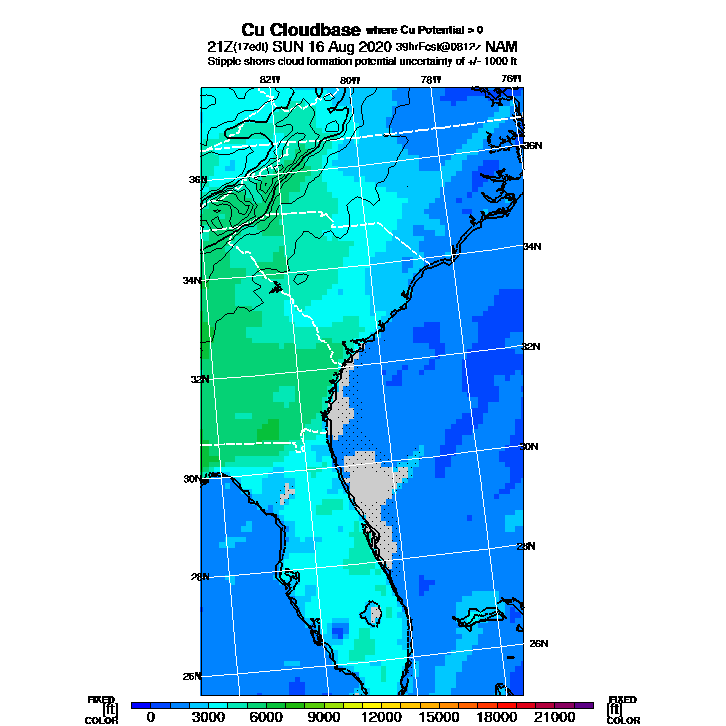 Cu Cloudbase where Cu Potential > 0
21Z(17edt) SUN 16 Aug 2020 39hrFcst@0812z NAM
Stipple shows cloud formation potential uncertainty of +/- 1000 ft
82W 80W 78W 76W
36N
36N
34N
34N
32N
32N
30N
30N
28N
28N
26N
26N
FIXED FIXED
[ft] 0 3000 6000 9000 12000 15000 18000 21000 [ft]
COLOR COLOR